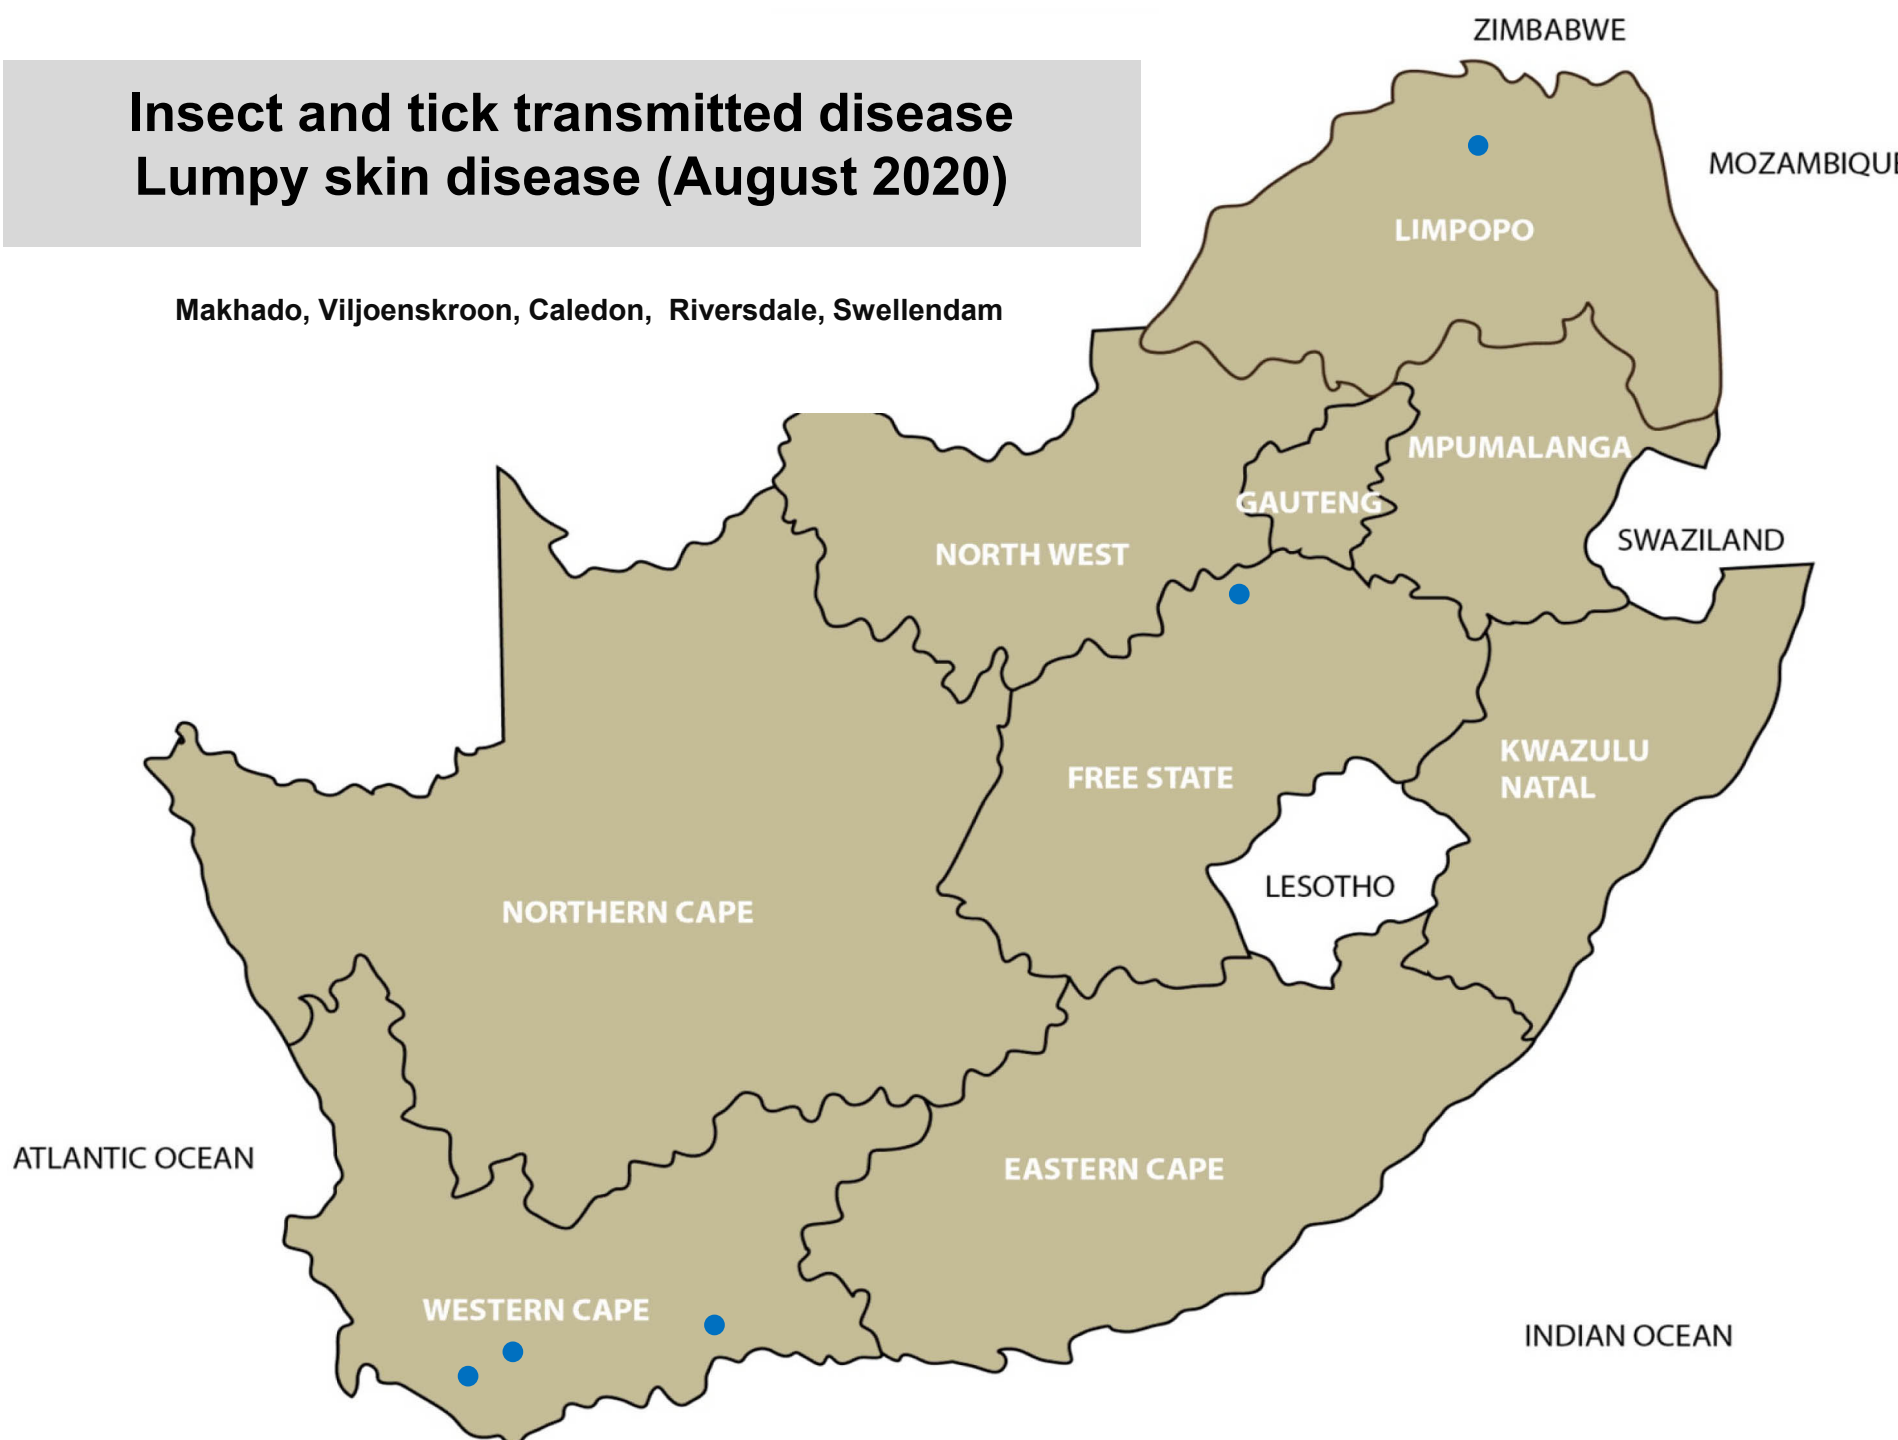 ZIMBABWE
Insect and tick transmitted disease
Lumpy skin disease (August 2020)
MOZAMBIQUE
LIMPOPO
Makhado, Viljoenskroon, Caledon,  Riversdale, Swellendam
MPUMALANGA
GAUTENG
SWAZILAND
NORTH WEST
KWAZULU
NATAL
FREE STATE
LESOTHO
NORTHERN CAPE
ATLANTIC OCEAN
EASTERN CAPE
WESTERN CAPE
INDIAN OCEAN